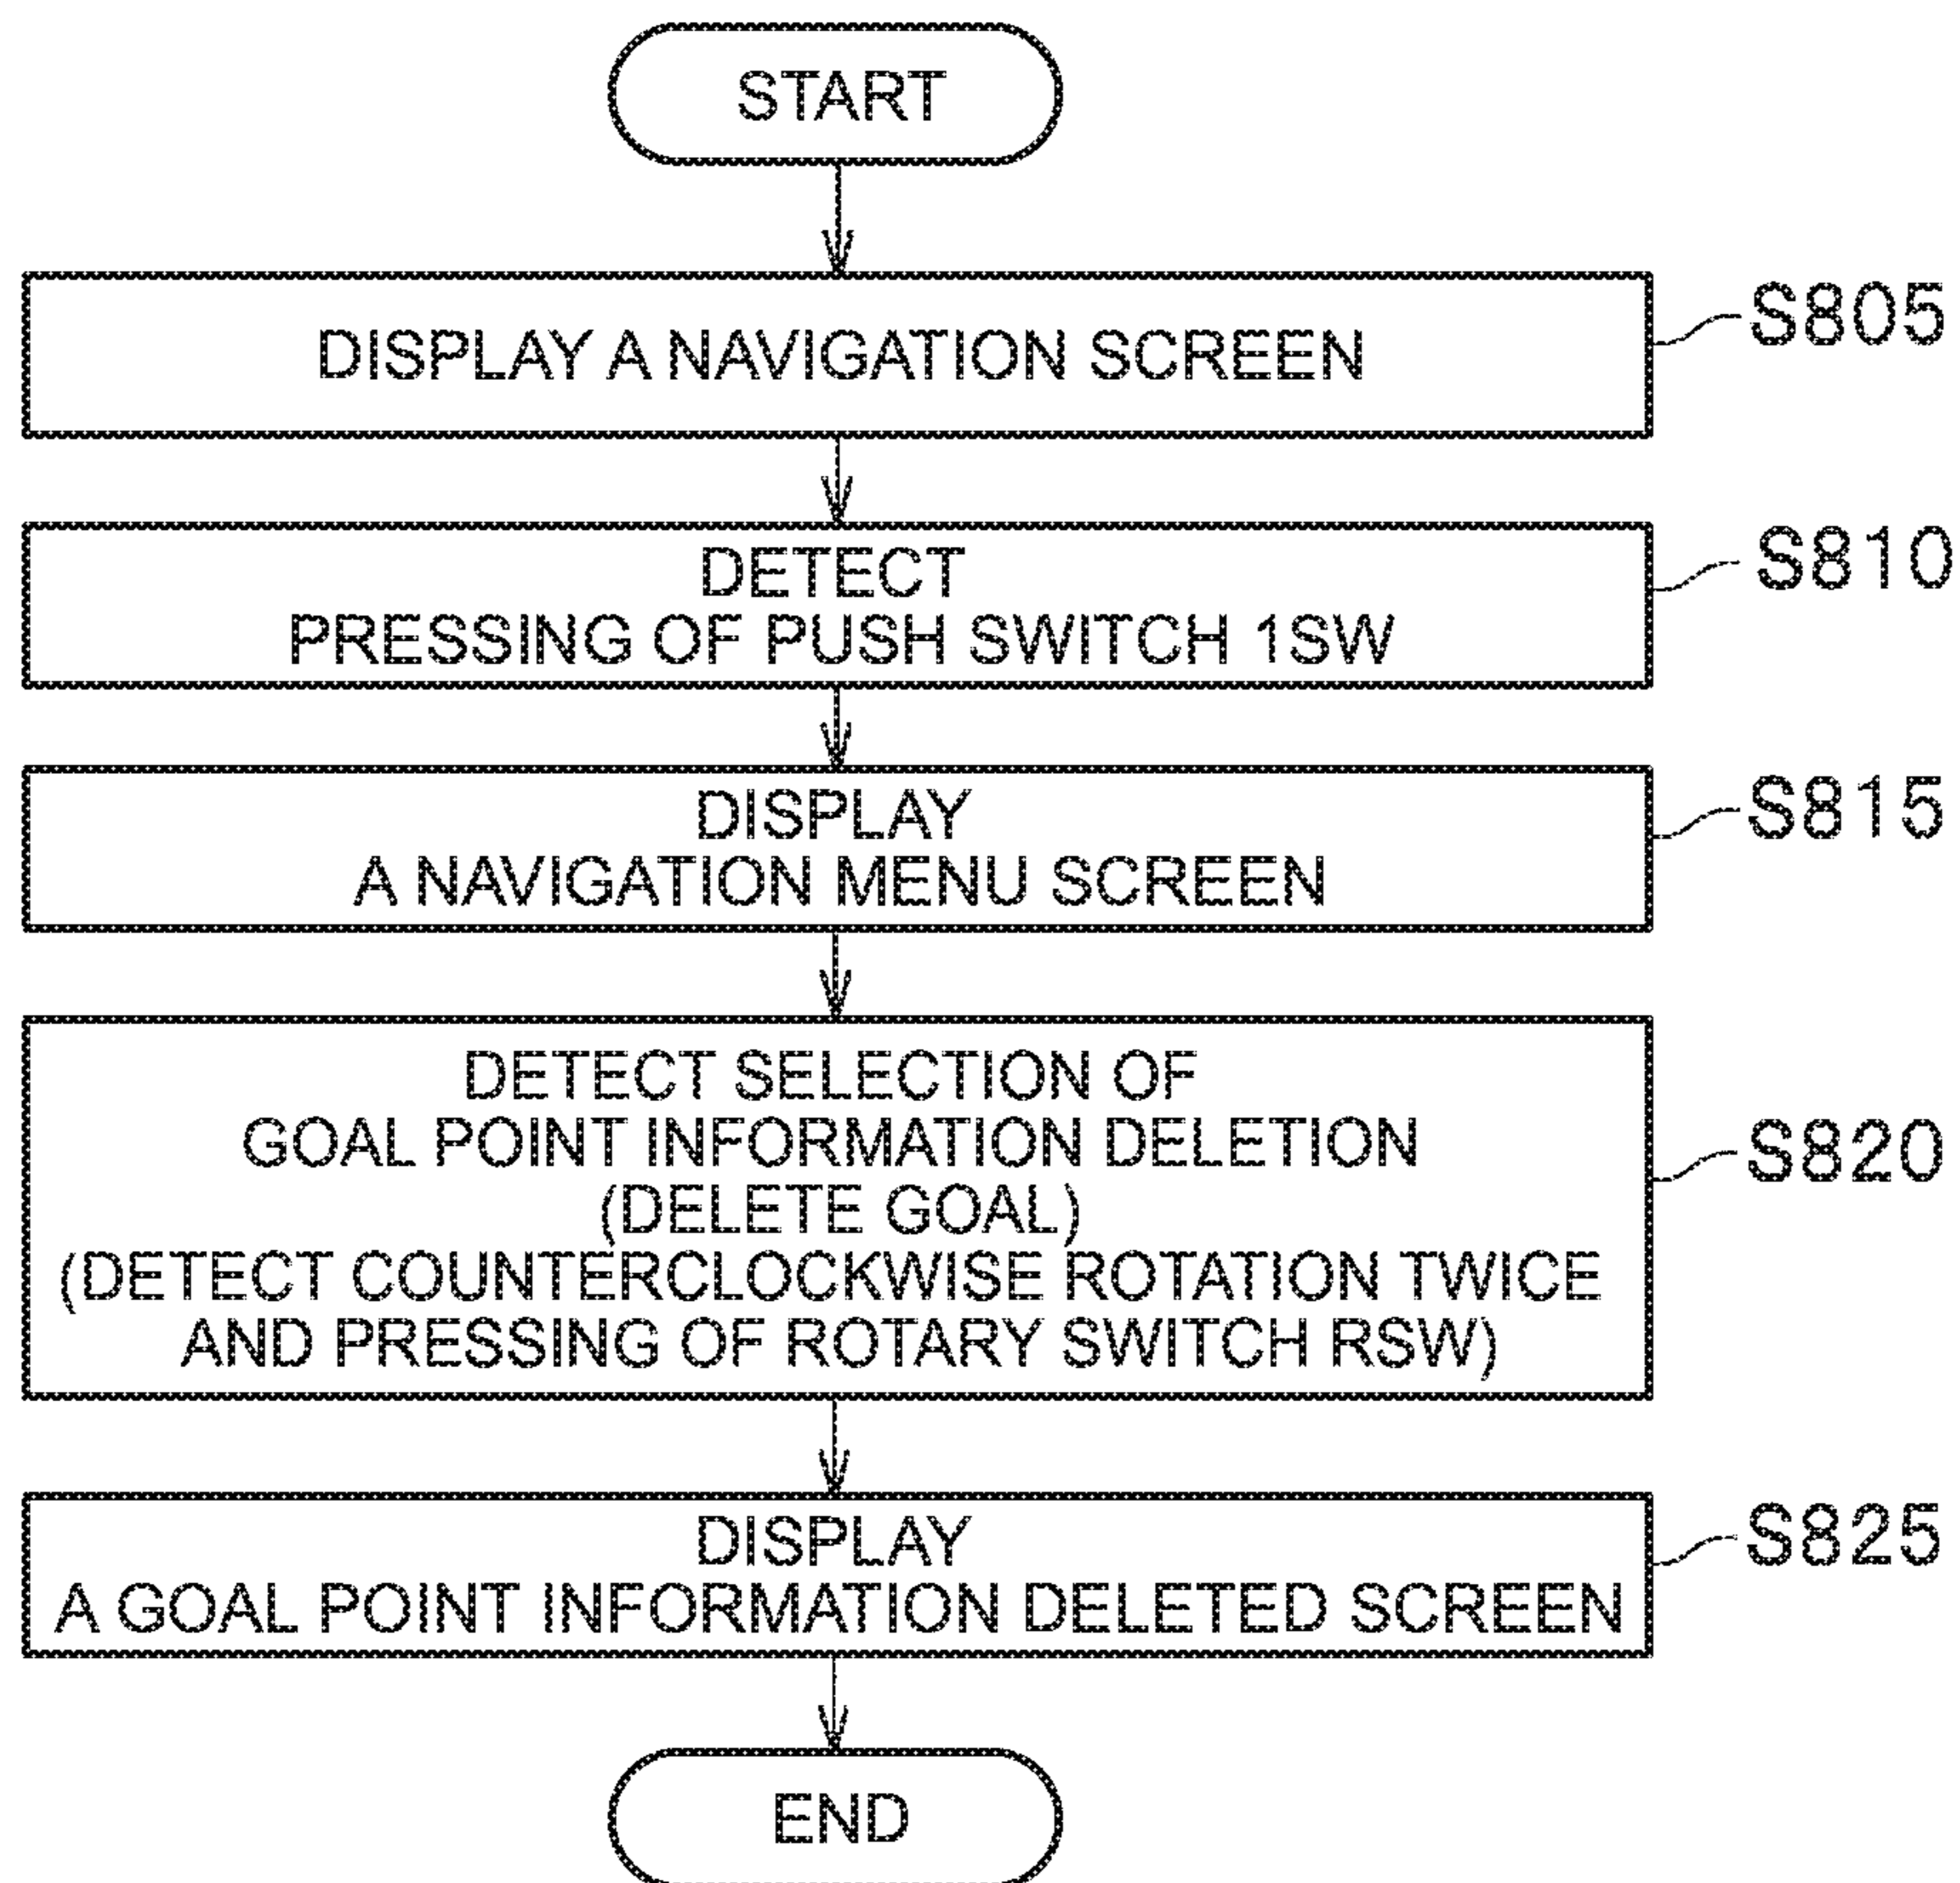 START
DISPLAY A NAVIGATION SCREEN
S805
DETECT
PRESSING OF PUSH SWITCH 1SW
S810
DISPLAY
A NAVIGATION MENU SCREEN
S815
DETECT SELECTION OF
GOAL POINT INFORMATION DELETION
(DELETE GOAL)
(DETECT COUNTERCLOCKWISE ROTATION TWICE
AND PRESSING OF ROTARY SWITCH RSW)
S820
DISPLAY
A GOAL POINT INFORMATION DELETED SCREEN
S825
END